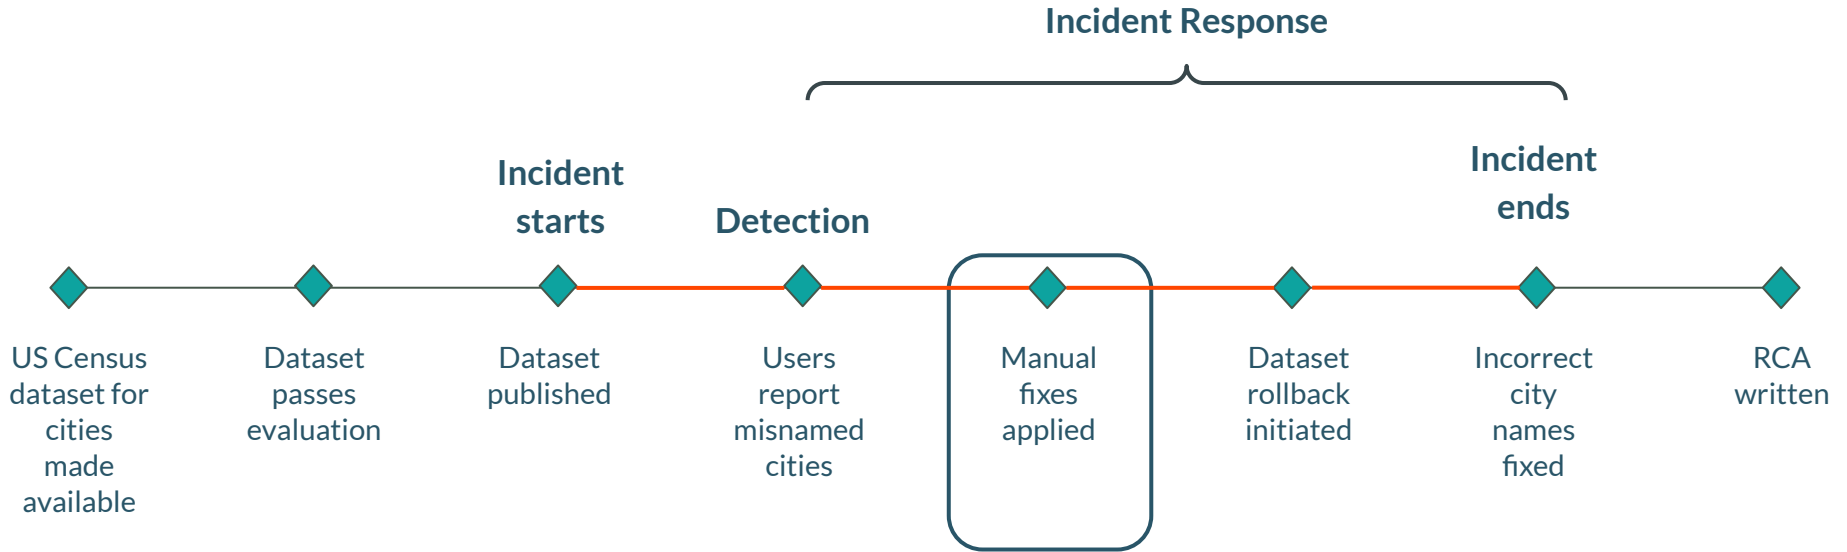 Incident Response
Incident
starts
Detection
Incident
ends
US Census
dataset for
cities
made
available
Dataset
passes
evaluation
Dataset
published
Users
report
misnamed
cities
Manual
fixes
applied
Dataset
rollback
initiated
Incorrect
city
names
fixed
RCA
written